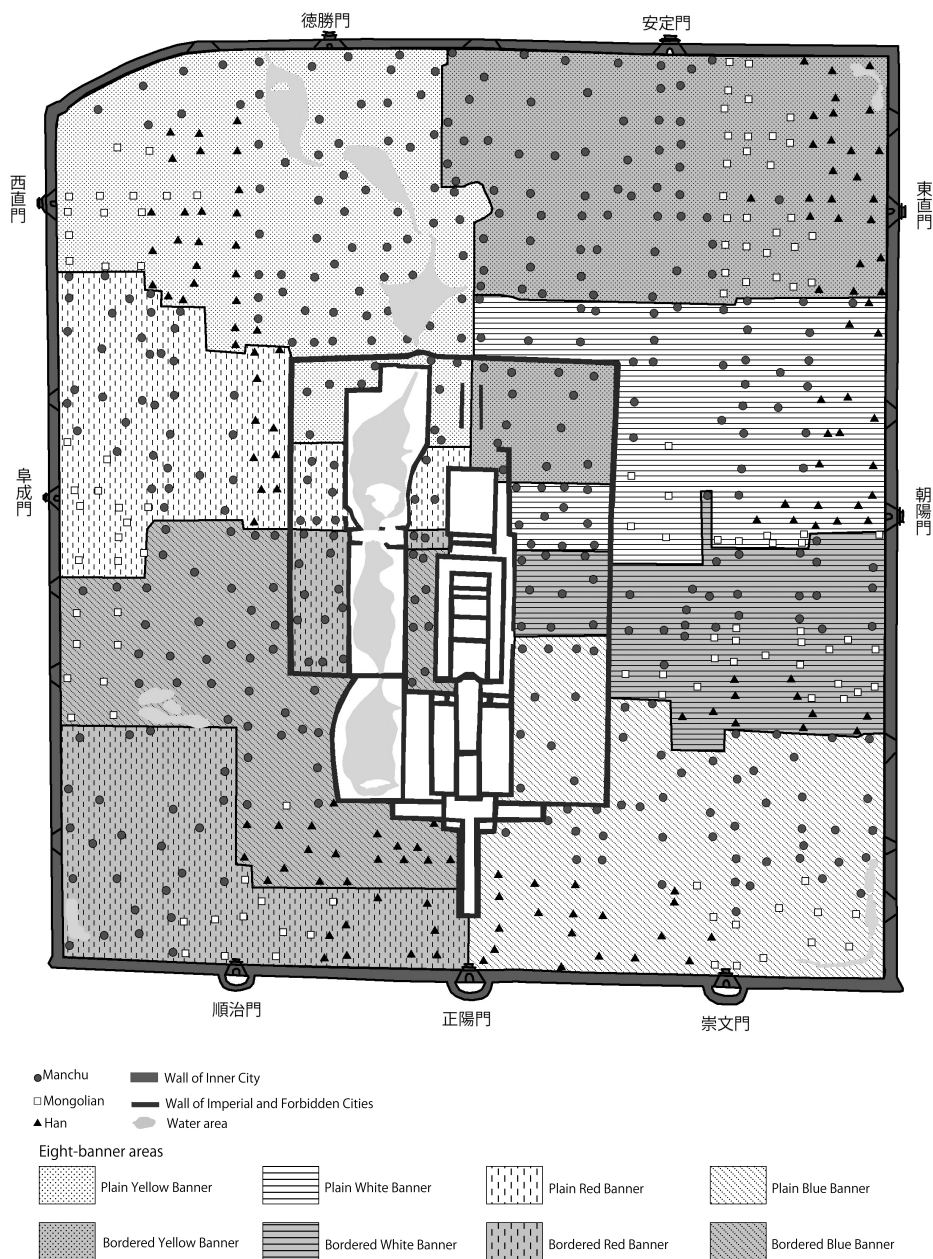 徳勝門
安定門
西直門
東直門
阜成門
朝陽門
順治門
正陽門
崇文門
Manchu
Wall of Inner City
Mongolian
Wall of Imperial and Forbidden Cities
Han
Water area
Eight-banner areas
Plain Yellow Banner
Plain White Banner
Plain Red Banner
Plain Blue Banner
Bordered Yellow Banner
Bordered White Banner
Bordered Red Banner
Bordered Blue Banner